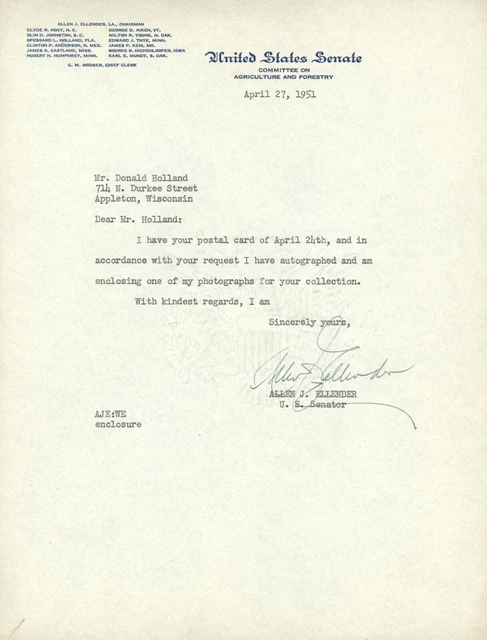 ALLEN J. ELLENDER, LA., CHAIRMAN
CLYDE R. HOEY, N. C. GEORGE D. AIKEN, VT.
OLIN D. JOHNSTON, S. C. MILTON R. YOUNG, N. DAK.
SPESSARD L. HOLLAND, FLA. EDWARD J. THYE, MINN.
CLINTON P. ANDERSON, N. MEX. JAMES P. KEM, MO.
JAMES O. EASTLAND, MISS. BOURKE B. HICKENLOOPER, IOWA
HUBERT H. HUMPHREY, MINN. KARL E. MUNDT, S. DAK.
C. M. MOUSER, CHIEF CLERK
United States Senate
COMMITTEE ON
AGRICULTURE AND FORESTRY
April 27, 1951
Mr. Donald Holland
714 N. Durkee Street
Appleton, Wisconsin
Dear Mr. Holland:
I have your postal card of April 24th, and in
accordance with your request I have autographed and am
enclosing one of my photographs for your collection.
With kindest regards, I am
Sincerely yours,
Allen J. Ellender
ALLEN J. ELLENDER
U. S. Senator
AJE:WE
enclosure